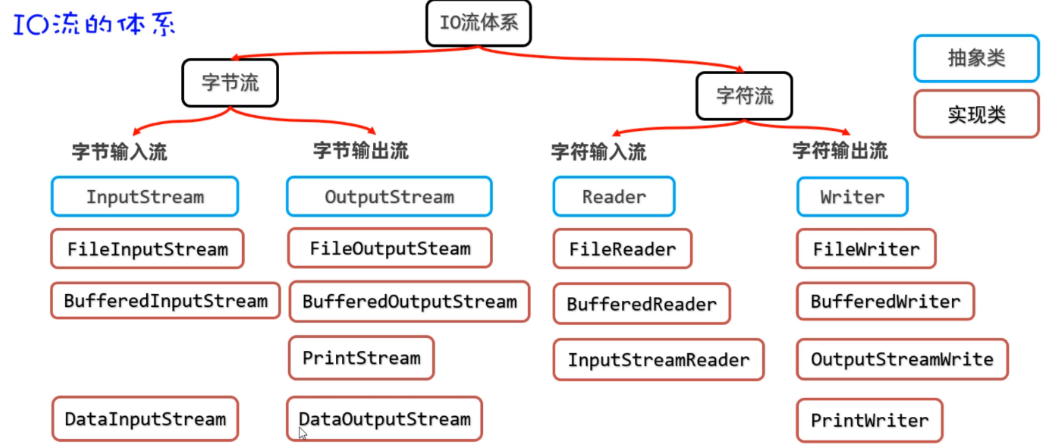 IO流的体系
IO流体系
抽象类
实现类
字节流
字符流
字节输入流
字节输出流
字符输入流
字符输出流
InputStream
OutputStream
Reader
Writer
FileInputStream
FileOutputSteam
FileReader
FileWriter
BufferedInputStream
BufferedOutputStream
BufferedReader
BufferedWriter
PrintStream
InputStreamReader
OutputStreamWrite
DataInputStream
DataOutputStream
PrintWriter